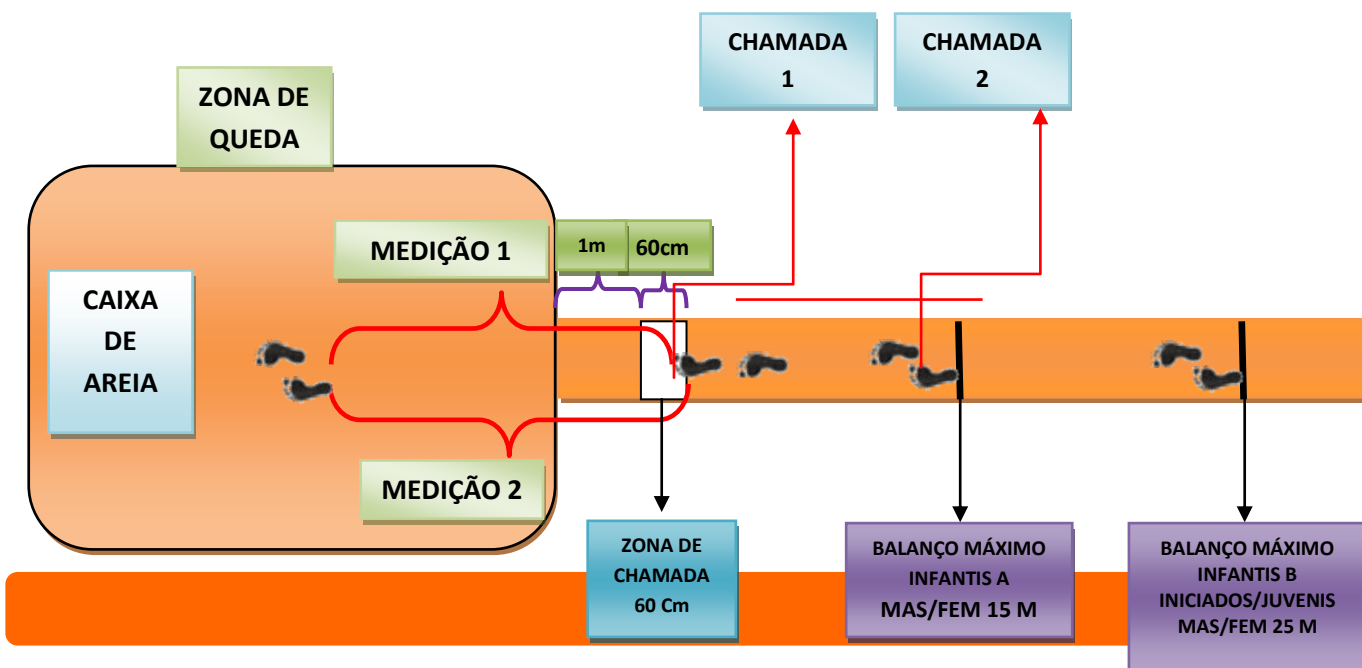 CHAMADA
1
CHAMADA
2
ZONA DE
QUEDA
MEDIÇÃO 1
1m
60cm
CAIXA
DE
AREIA
MEDIÇÃO 2
ZONA DE
CHAMADA
60 Cm
BALANÇO MÁXIMO
INFANTIS A
MAS/FEM 15 M
BALANÇO MÁXIMO
INFANTIS B
INICIADOS/JUVENIS
MAS/FEM 25 M